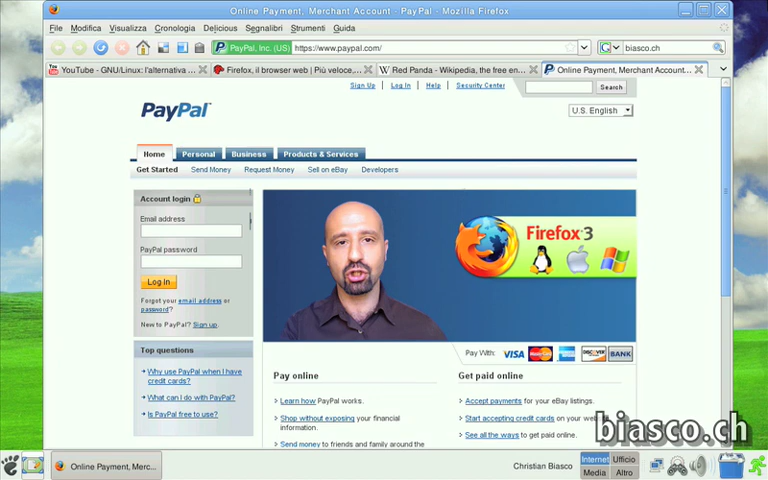 Online Payment, Merchant Account - PayPal - Mozilla Firefox
File Modifica Visualizza Cronologia Delicious Segnalibri Strumenti Guida
PayPal, Inc. (US) https://www.paypal.com/ biasco.ch
YouTube - GNU/Linux: l'alternativa ... Firefox, il browser web | Più veloce,... Red Panda - Wikipedia, the free en... Online Payment, Merchant Account...
Sign Up Log In Help Security Center Search
PayPal
U.S. English
Home Personal Business Products & Services
Get Started Send Money Request Money Sell on eBay Developers
Account login
Email address
PayPal password
Log In
Forgot your email address or
password?
New to PayPal? Sign up.
Firefox 3
Pay With: VISA MasterCard DISCOVER BANK
Top questions
Why use PayPal when I have
credit cards?
What can I do with PayPal?
Is PayPal free to use?
Pay online
Learn how PayPal works.
Shop without exposing your financial
information.
Send money to friends and family around the
Get paid online
Accept payments for your eBay listings.
Start accepting credit cards on your
See all the ways to get paid online.
biasco.ch
Online Payment, Merc...
Christian Biasco
Internet Ufficio
Media Altro